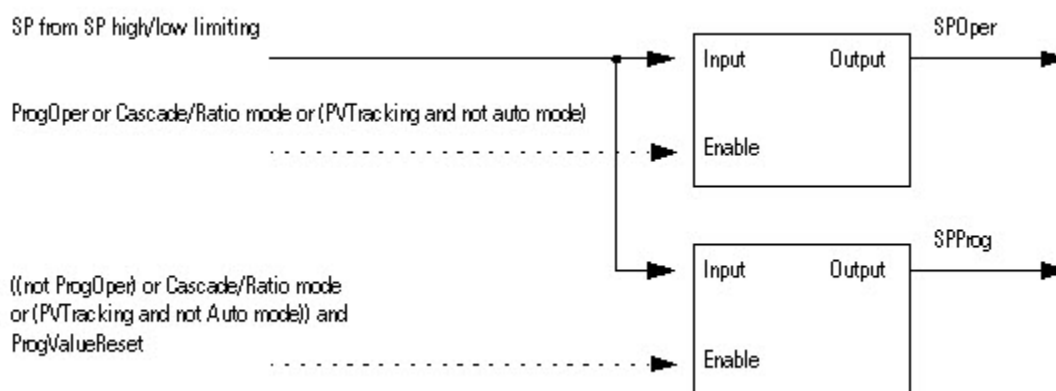 SP from SP high/low limiting
SPOper
Input Output
ProgOper or Cascade/Ratio mode or (PVTracking and not auto mode)
Enable
SPProg
Input Output
((not ProgOper) or Cascade/Ratio mode
or (PVTracking and not Auto mode)) and
ProgValueReset
Enable